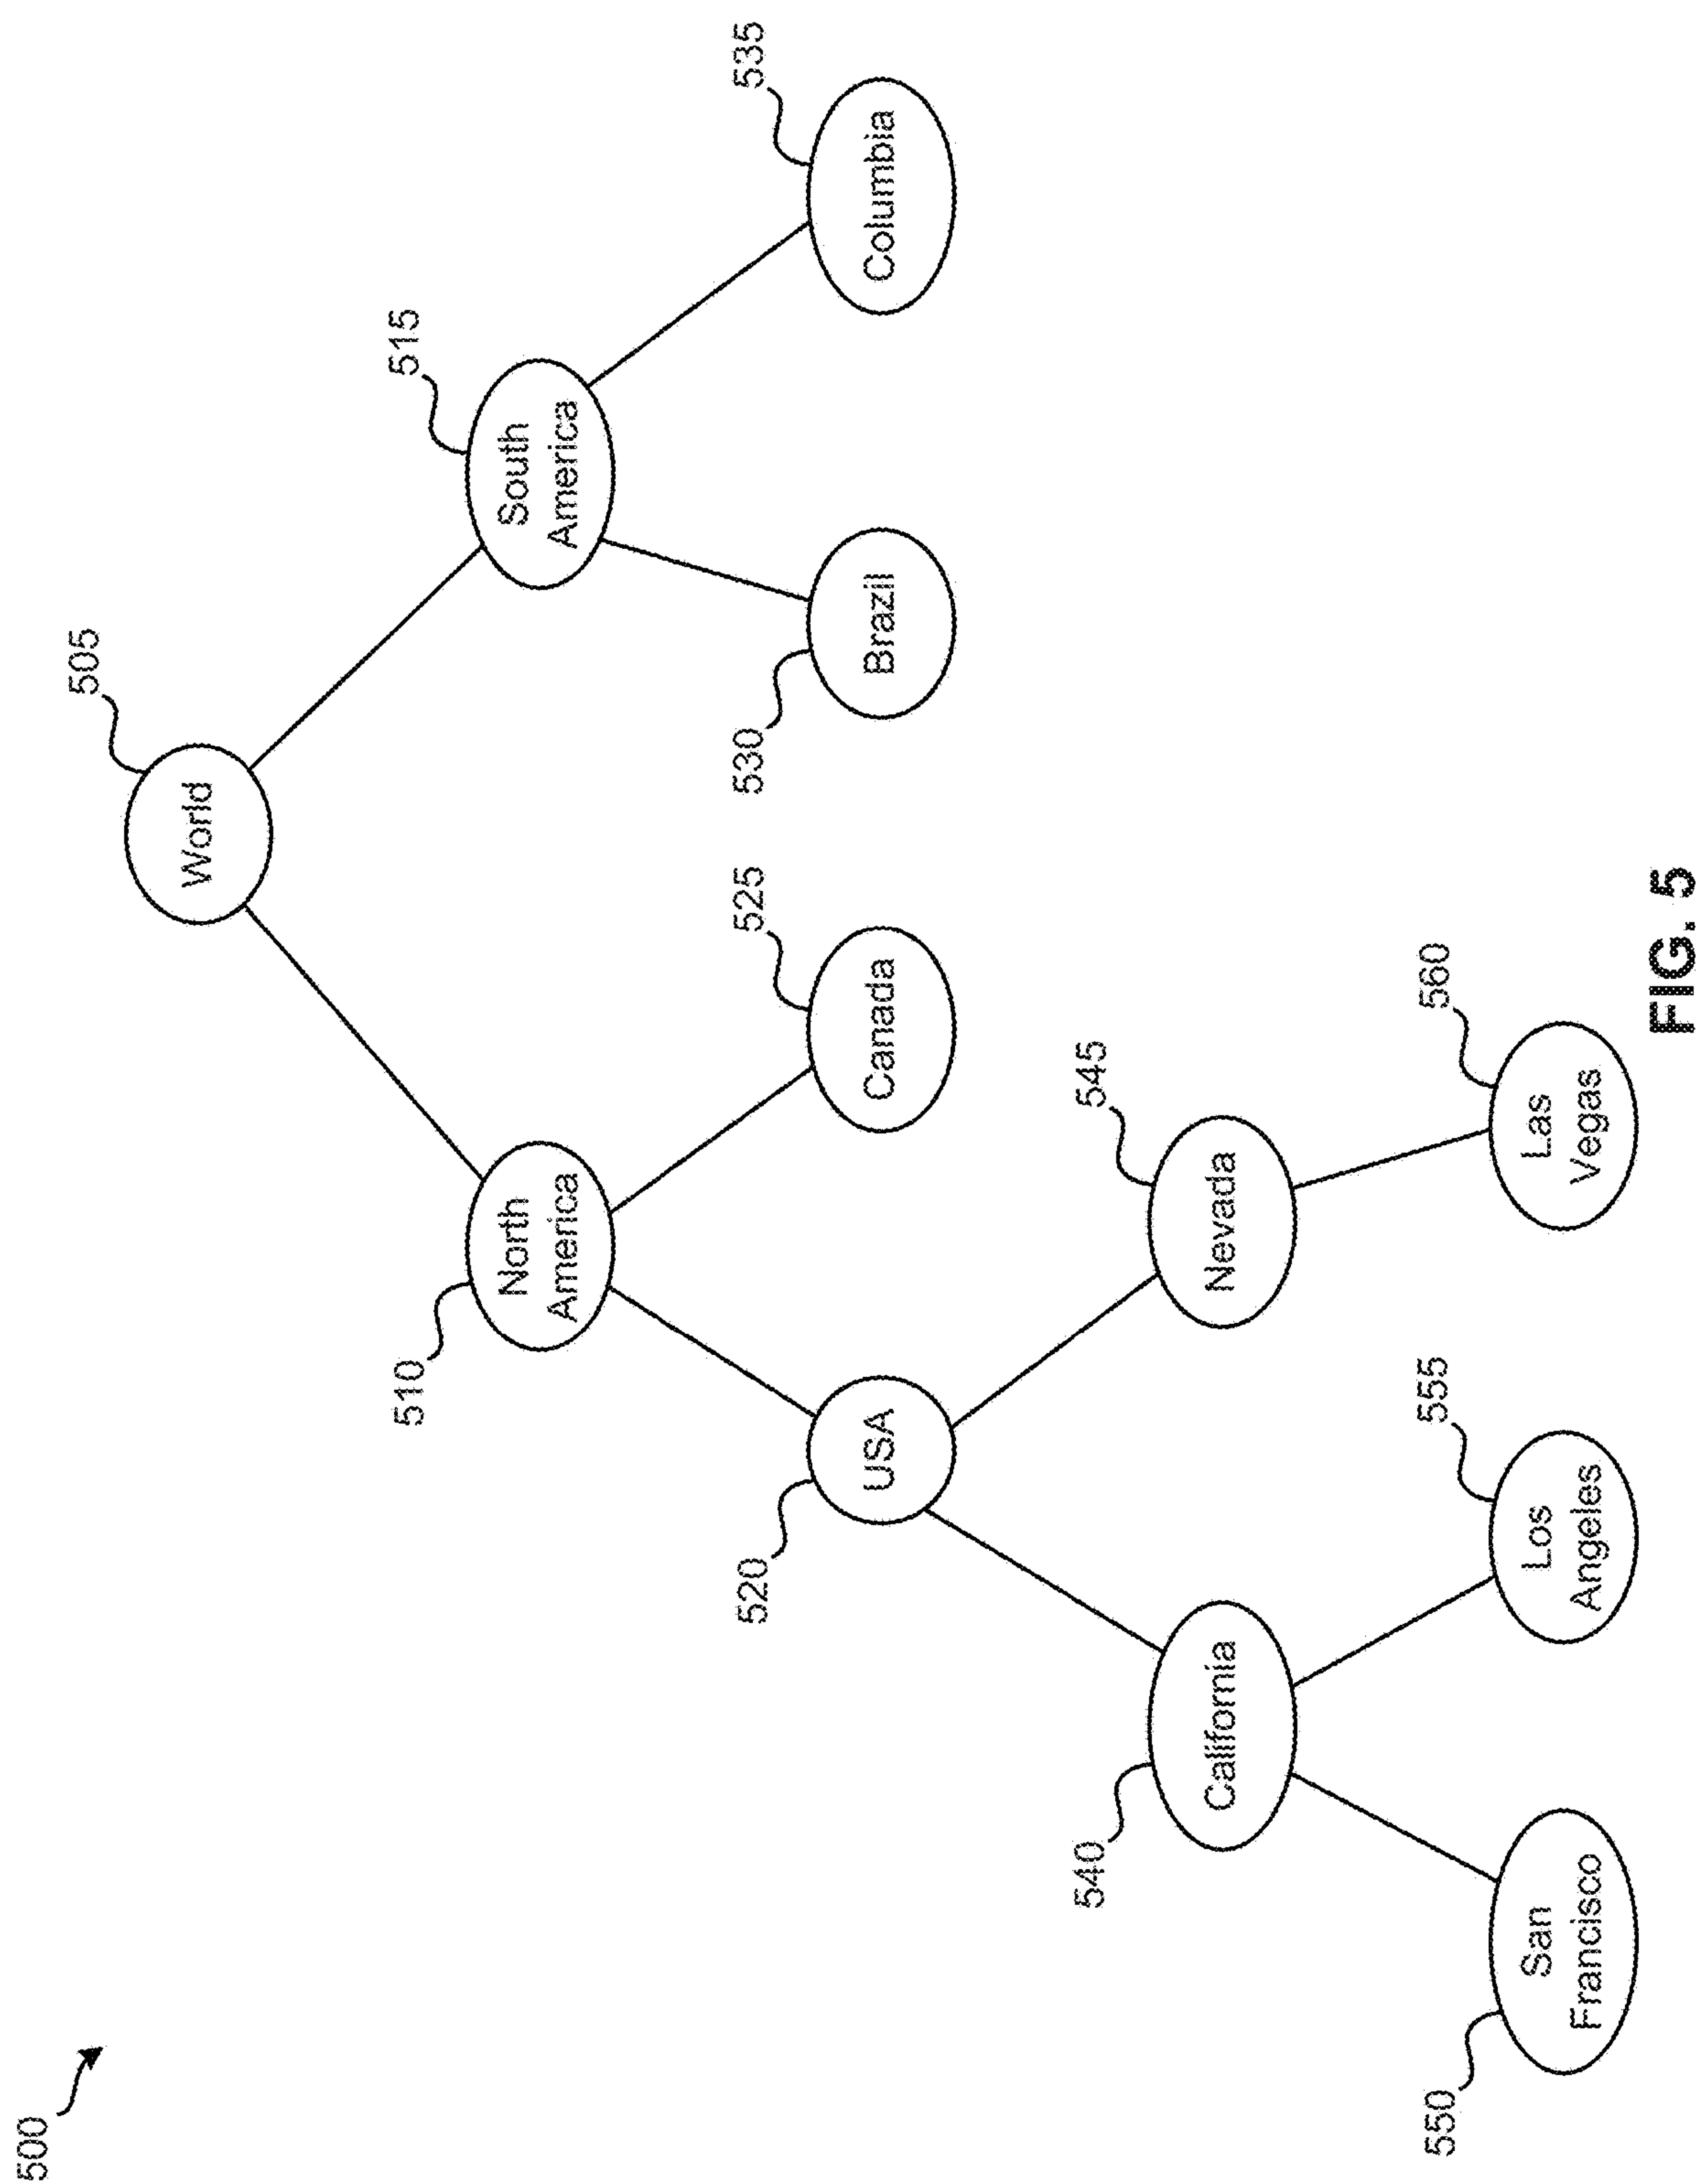 500
505
World
510
North
America
515
South
America
520
USA
525
Canada
530
Brazil
535
Columbia
540
California
545
Nevada
550
San
Francisco
555
Los
Angeles
560
Las
Vegas
FIG. 5